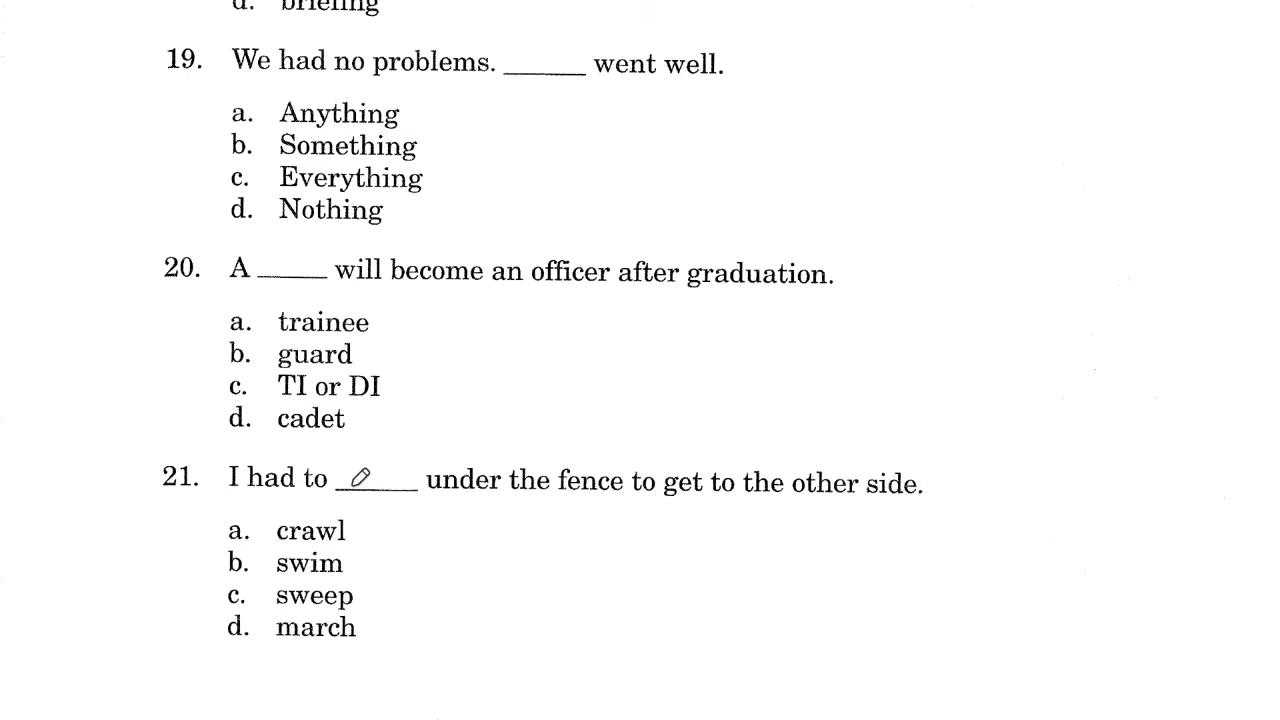 d. briefing
19. We had no problems. ______ went well.
a. Anything
b. Something
c. Everything
d. Nothing
20. A _____ will become an officer after graduation.
a. trainee
b. guard
c. TI or DI
d. cadet
21. I had to ______ under the fence to get to the other side.
a. crawl
b. swim
c. sweep
d. march